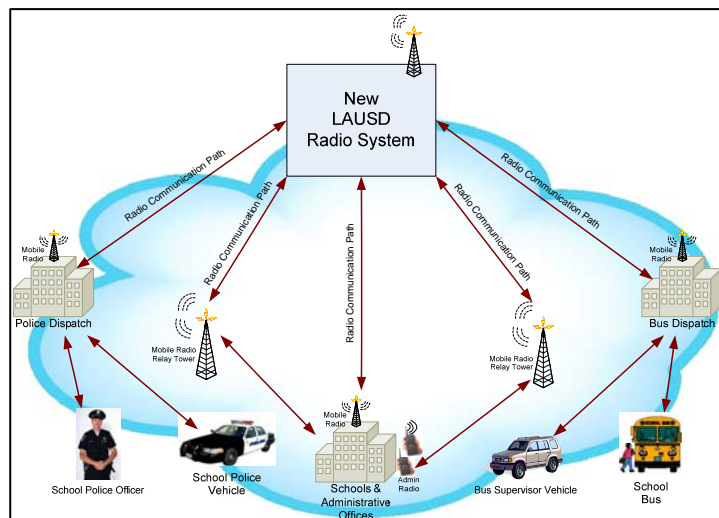 New
LAUSD
Radio System
Radio Communication Path
Radio Communication Path
Radio Communication Path
Radio Communication Path
Radio Communication Path
Mobile
Radio
Police Dispatch
Mobile
Radio
Bus Dispatch
Mobile Radio
Relay Tower
Mobile Radio
Relay Tower
Mobile
Radio
Admin
Radio
School Police Officer
School Police
Vehicle
Schools &
Administrative
Offices
Bus Supervisor Vehicle
School
Bus